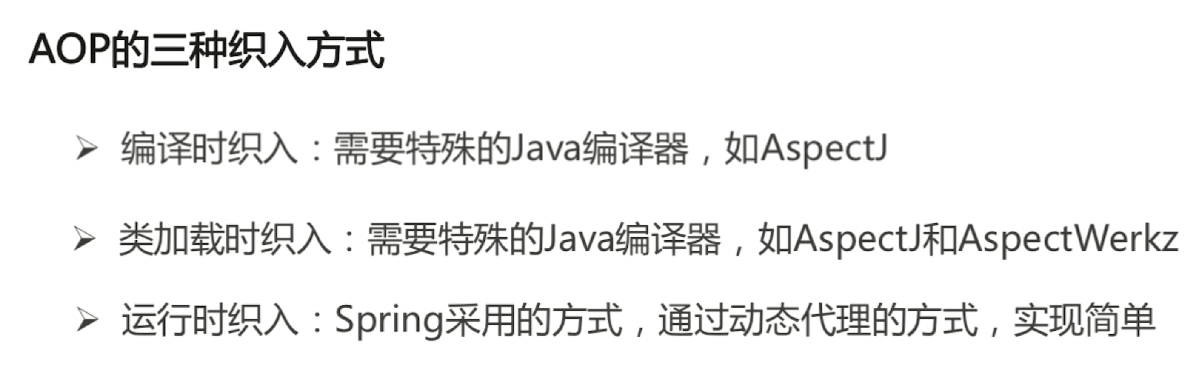 AOP的三种织入方式
➢ 编译时织入：需要特殊的Java编译器，如AspectJ
➢ 类加载时织入：需要特殊的Java编译器，如AspectJ和AspectWerkz
➢ 运行时织入：Spring采用的方式，通过动态代理的方式，实现简单